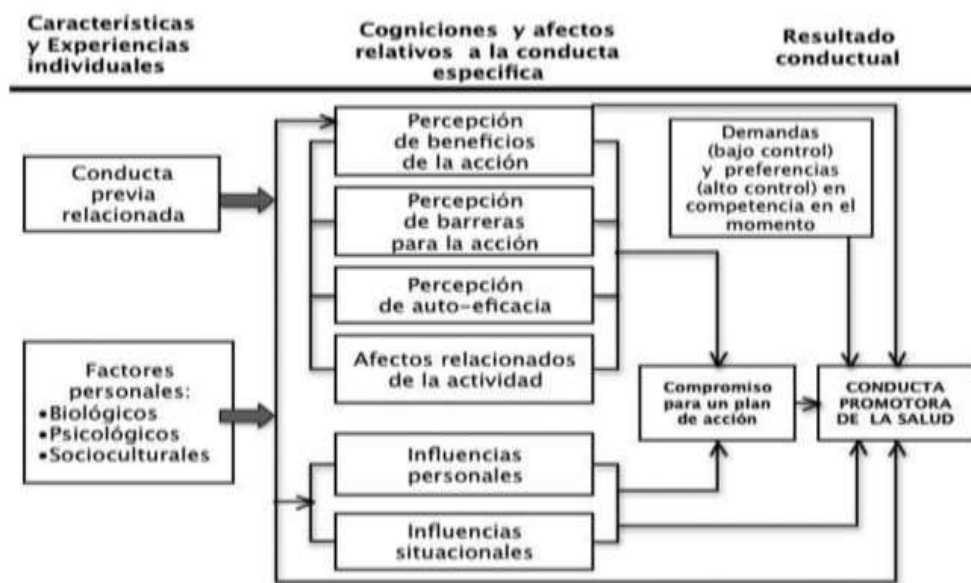 Características
y Experiencias
individuales
Cogniciones y afectos
relativos a la conducta
especifica
Resultado
conductual
Conducta
previa
relacionada
Factores
personales:
•Biológicos
•Psicológicos
•Socioculturales
Percepción
de beneficios
de la acción
Percepción
de barreras
para la acción
Percepción
de auto-eficacia
Afectos relacionados
de la actividad
Influencias
personales
Influencias
situacionales
Demandas
(bajo control)
y preferencias
(alto control) en
competencia en el
momento
Compromiso
para un plan
de acción
CONDUCTA
PROMOTORA
DE LA SALUD